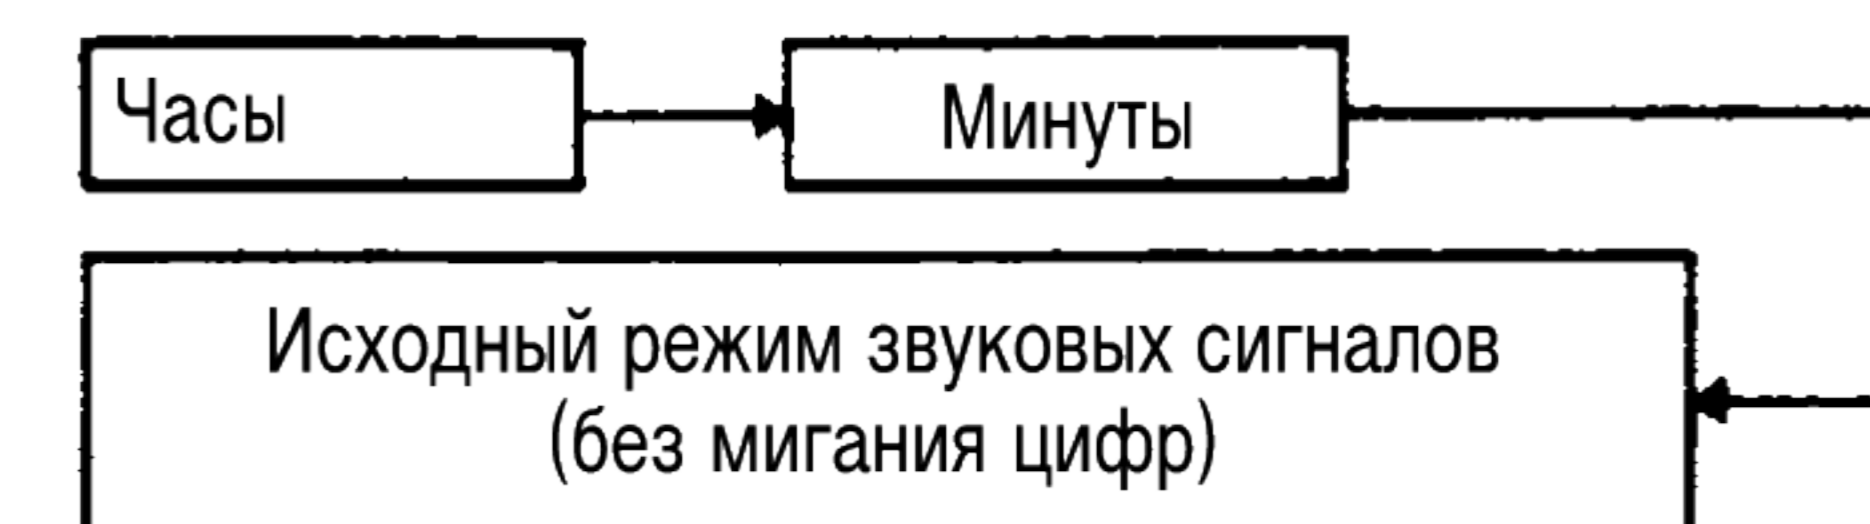 Часы
Минуты
Исходный режим звуковых сигналов
(без мигания цифр)